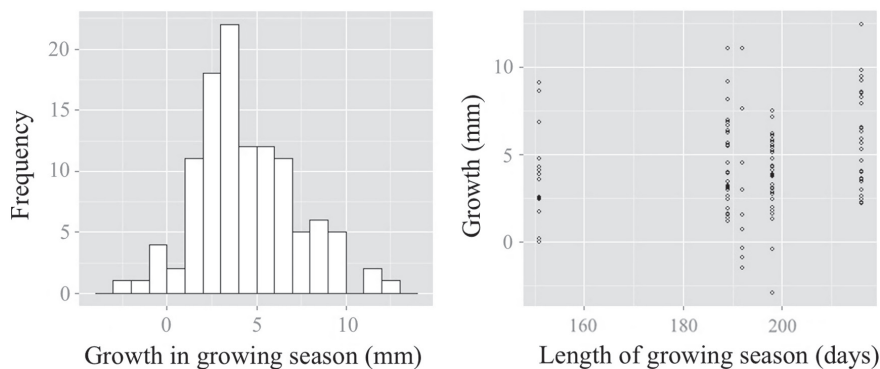 20
15
10
5
0
Frequency
0 5 10
Growth in growing season (mm)
10
5
0
Growth (mm)
160 180 200
Length of growing season (days)